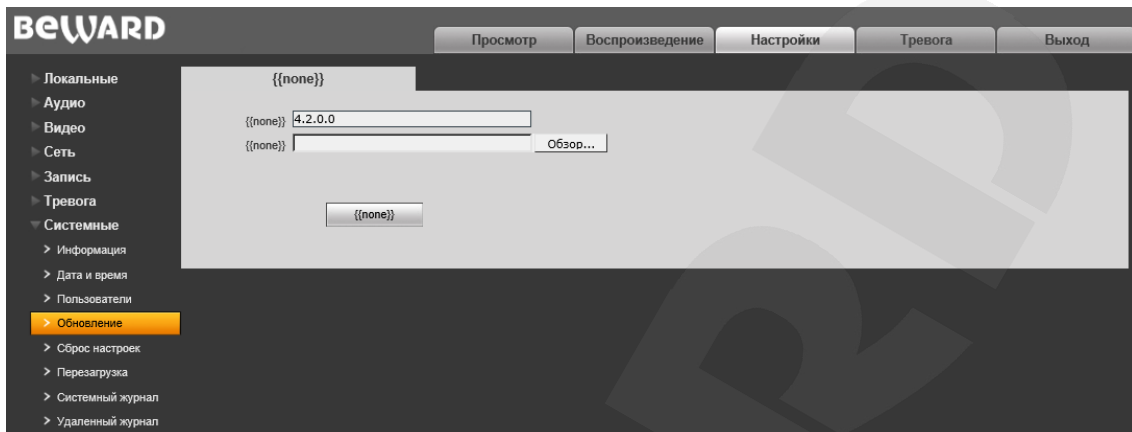 BEWARD
Просмотр Воспроизведение Настройки Тревога Выход
Локальные
Аудио
Видео
Сеть
Запись
Тревога
Системные
Информация
Дата и время
Пользователи
Обновление
Сброс настроек
Перезагрузка
Системный журнал
Удаленный журнал
{{none}}
{{none}} 4.2.0.0
{{none}} Обзор...
{{none}}